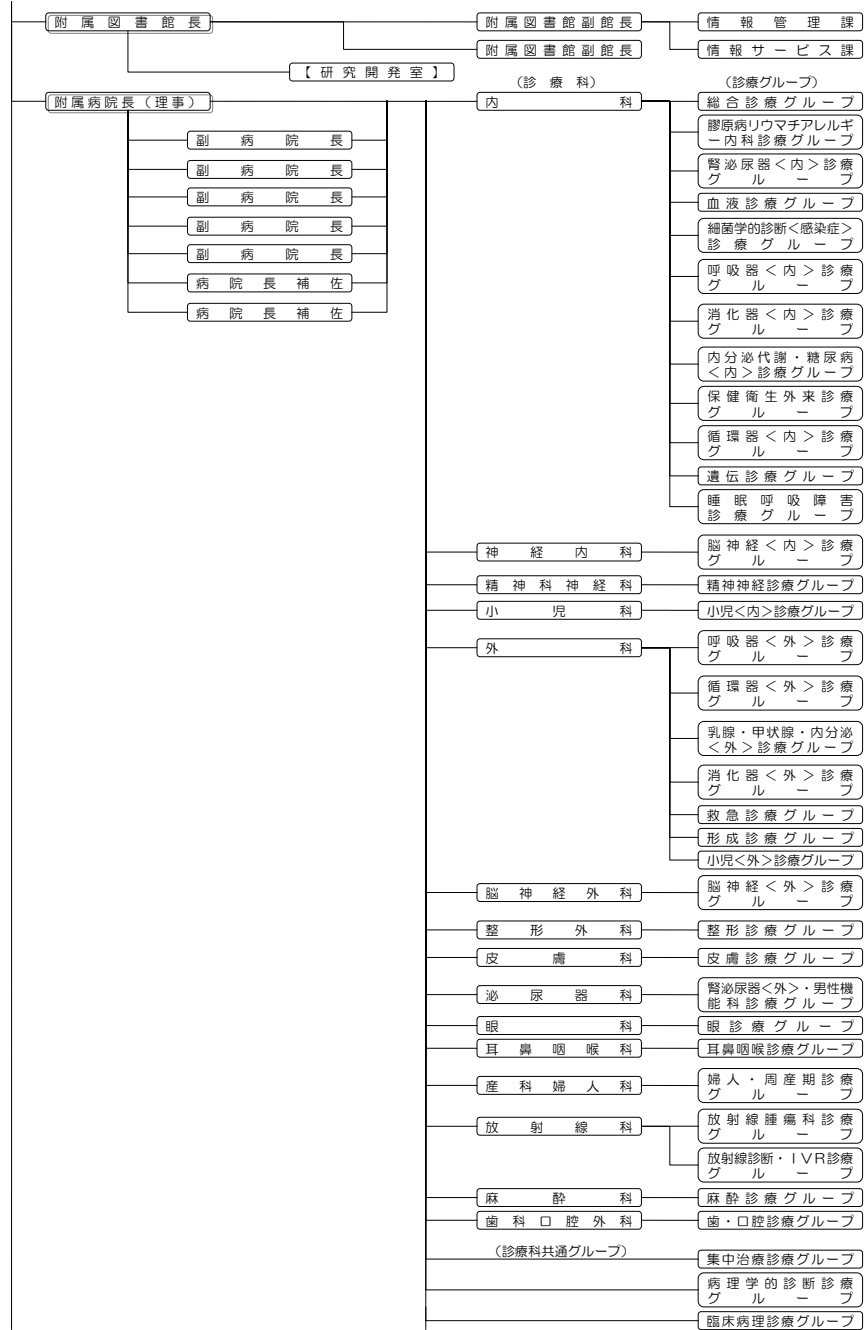 附属図書館長
附属図書館副館長
情報管理課
附属図書館副館長
情報サービス課
【研究開発室】
（診療科）
（診療グループ）
附属病院長（理事）
内科
総合診療グループ
副病院長
副病院長
副病院長
副病院長
副病院長
病院長補佐
病院長補佐
膠原病リウマチアレルギ
ー内科診療グループ
腎泌尿器＜内＞診療
グループ
血液診療グループ
細菌学的診断＜感染症＞
診療グループ
呼吸器＜内＞診療
グループ
消化器＜内＞診療
グループ
内分泌代謝・糖尿病
＜内＞診療グループ
保健衛生外来診療
グループ
循環器＜内＞診療
グループ
遺伝診療グループ
睡眠呼吸障害
診療グループ
神経内科
脳神経＜内＞診療
グループ
精神科神経科
精神神経診療グループ
小児科
小児＜内＞診療グループ
外科
呼吸器＜外＞診療
グループ
循環器＜外＞診療
グループ
乳腺・甲状腺・内分泌
＜外＞診療グループ
消化器＜外＞診療
グループ
救急診療グループ
形成診療グループ
小児＜外＞診療グループ
脳神経外科
脳神経＜外＞診療
グループ
整形外科
整形診療グループ
皮膚科
皮膚診療グループ
泌尿器科
腎泌尿器＜外＞・男性機
能科診療グループ
眼科
眼診療グループ
耳鼻咽喉科
耳鼻咽喉診療グループ
産科婦人科
婦人・周産期診療
グループ
放射線科
放射線腫瘍科診療
グループ
放射線診断・ＩＶＲ診療
グループ
麻酔科
麻酔診療グループ
歯科口腔外科
歯・口腔診療グループ
（診療科共通グループ）
集中治療診療グループ
病理学的診断診療
グループ
臨床病理診療グループ